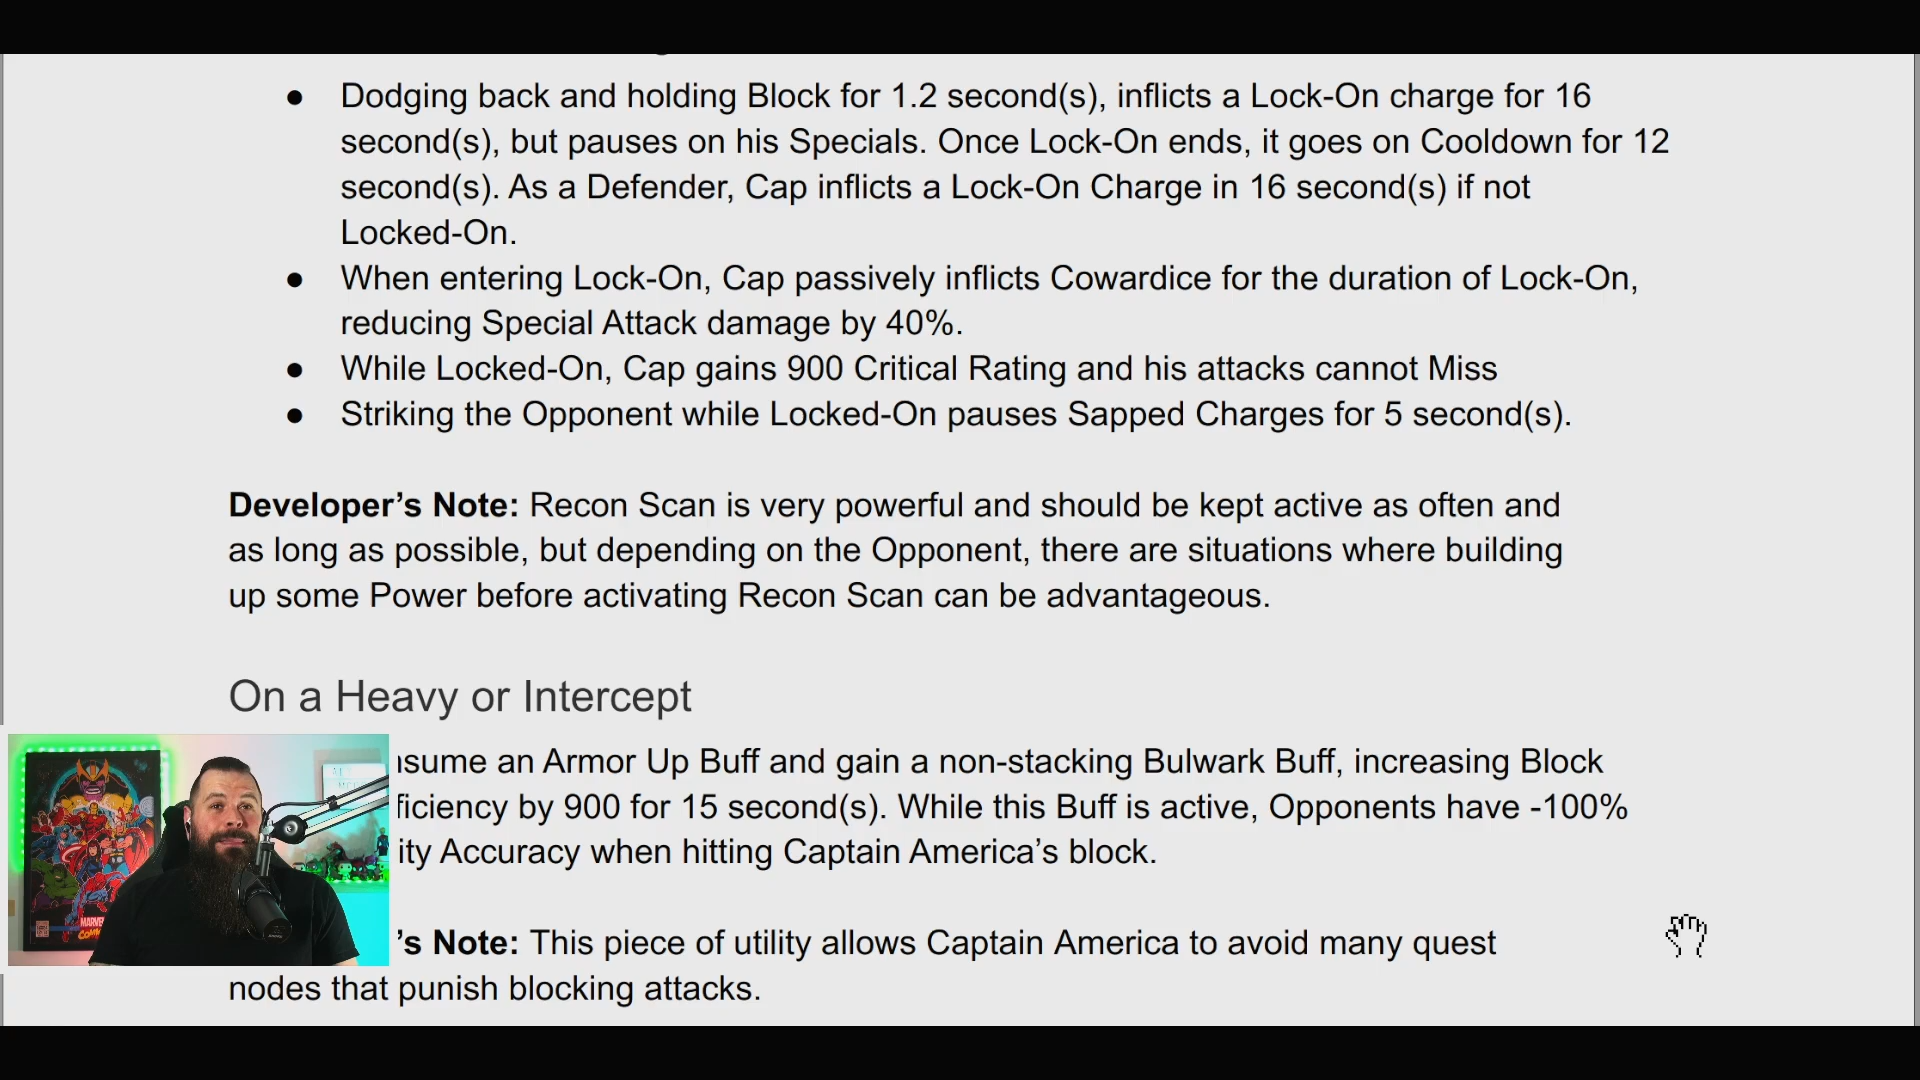 ● Dodging back and holding Block for 1.2 second(s), inflicts a Lock-On charge for 16
second(s), but pauses on his Specials. Once Lock-On ends, it goes on Cooldown for 12
second(s). As a Defender, Cap inflicts a Lock-On Charge in 16 second(s) if not
Locked-On.
● When entering Lock-On, Cap passively inflicts Cowardice for the duration of Lock-On,
reducing Special Attack damage by 40%.
● While Locked-On, Cap gains 900 Critical Rating and his attacks cannot Miss
● Striking the Opponent while Locked-On pauses Sapped Charges for 5 second(s).
Developer’s Note: Recon Scan is very powerful and should be kept active as often and
as long as possible, but depending on the Opponent, there are situations where building
up some Power before activating Recon Scan can be advantageous.
On a Heavy or Intercept
nsume an Armor Up Buff and gain a non-stacking Bulwark Buff, increasing Block
ficiency by 900 for 15 second(s). While this Buff is active, Opponents have -100%
ity Accuracy when hitting Captain America’s block.
’s Note: This piece of utility allows Captain America to avoid many quest
nodes that punish blocking attacks.
MARVEL